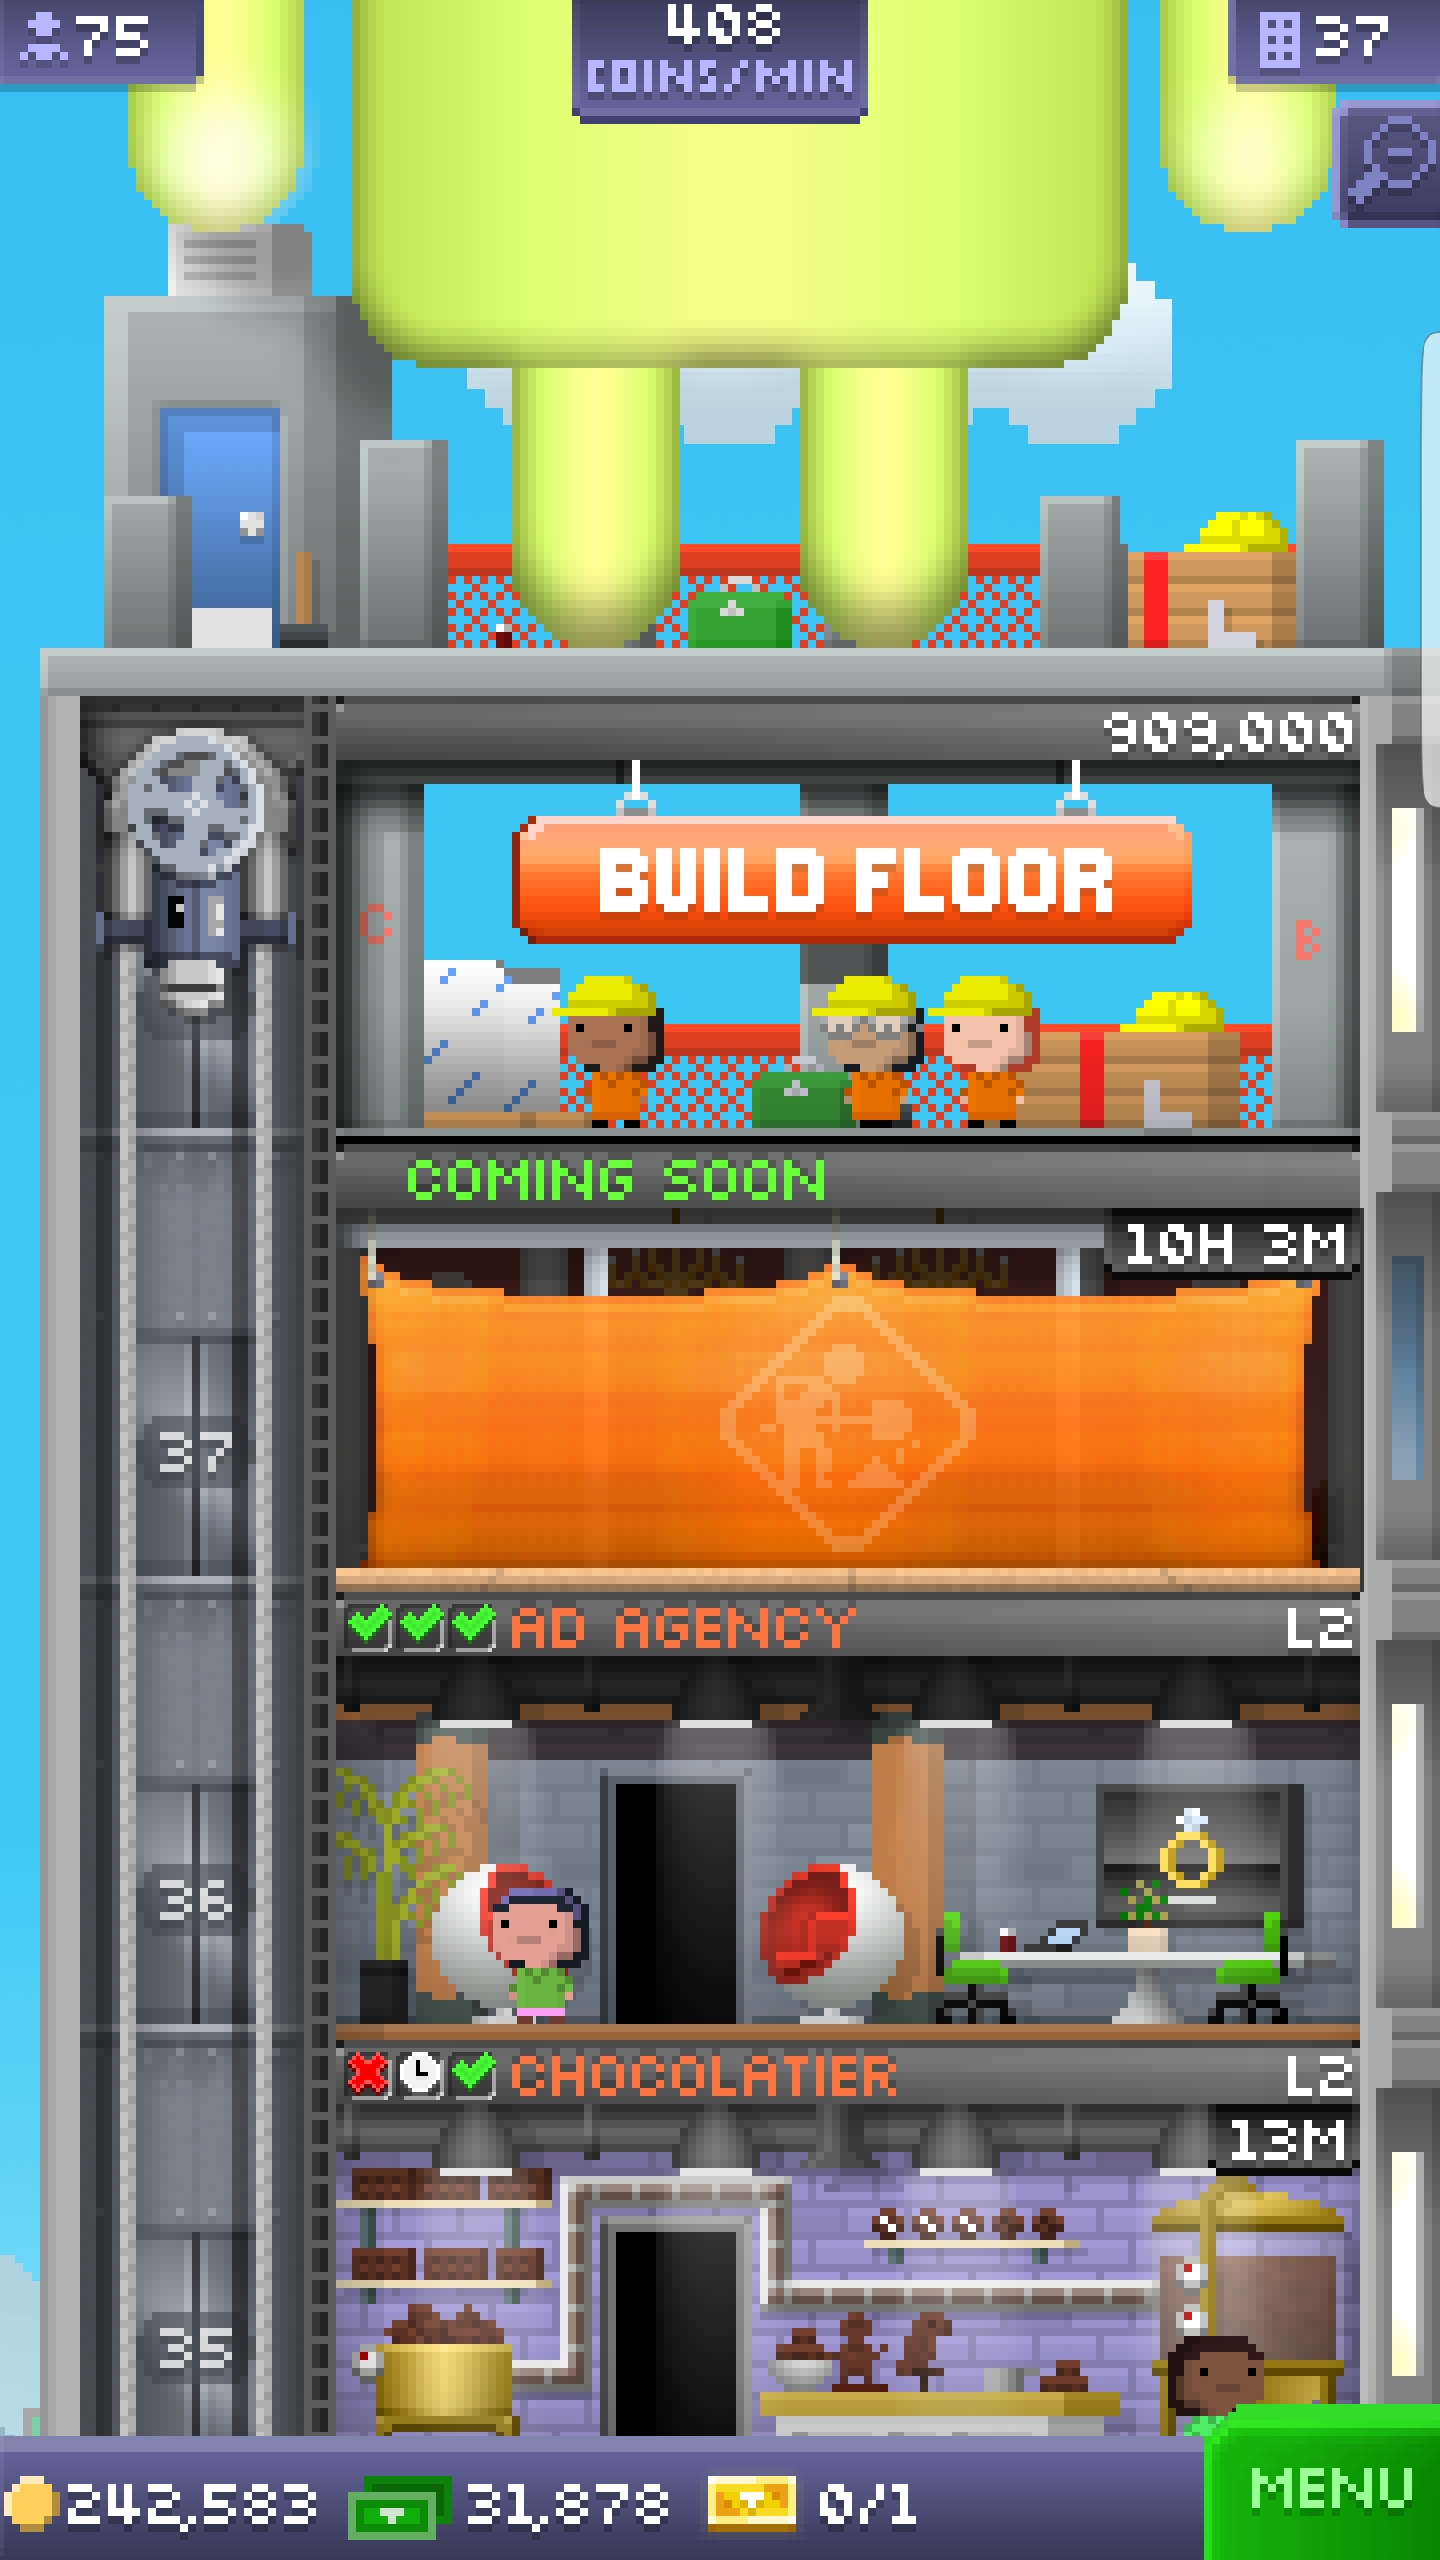 75
408
COINS/MIN
37
909,000
BUILD FLOOR
C
B
COMING SOON
10H 3M
37
AD AGENCY L2
36
CHOCOLATIER L2
13M
35
242,583 31,878 0/1
MENU